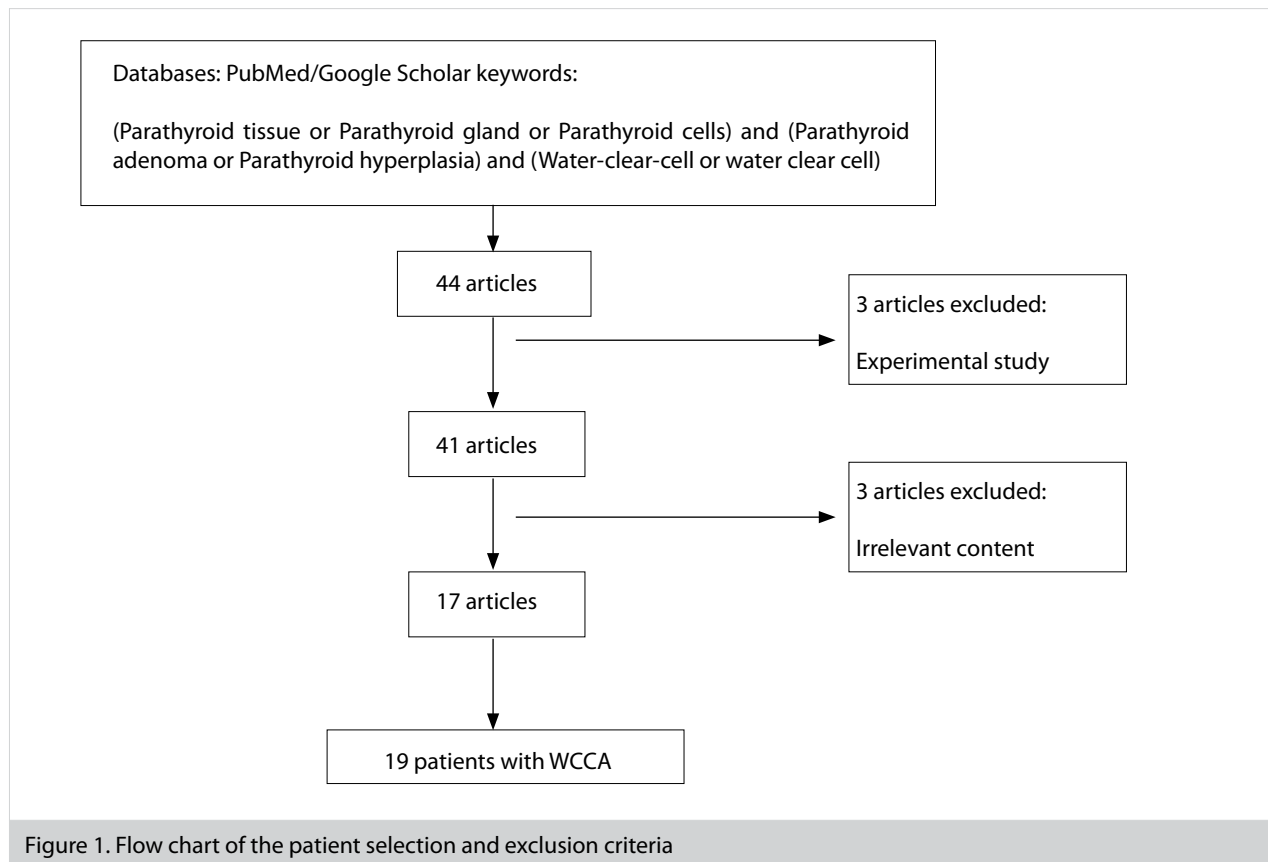 Databases: PubMed/Google Scholar keywords:
(Parathyroid tissue or Parathyroid gland or Parathyroid cells) and (Parathyroid
adenoma or Parathyroid hyperplasia) and (Water-clear-cell or water clear cell)
44 articles
3 articles excluded:
Experimental study
41 articles
3 articles excluded:
Irrelevant content
17 articles
19 patients with WCCA
Figure 1. Flow chart of the patient selection and exclusion criteria